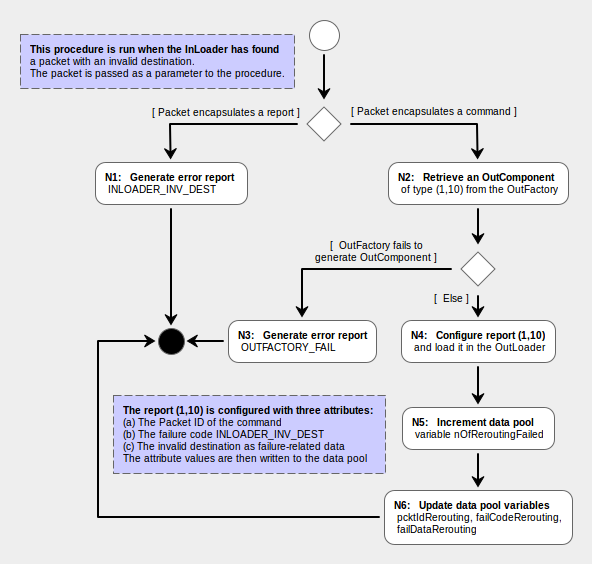 This procedure is run when the InLoader has found
a packet with an invalid destination.
The packet is passed as a parameter to the procedure.
[ Packet encapsulates a report ]
[ Packet encapsulates a command ]
N1: Generate error report
INLOADER_INV_DEST
N2: Retrieve an OutComponent
of type (1,10) from the OutFactory
[ OutFactory fails to
generate OutComponent ]
[ Else ]
N3: Generate error report
OUTFACTORY_FAIL
N4: Configure report (1,10)
and load it in the OutLoader
The report (1,10) is configured with three attributes:
(a) The Packet ID of the command
(b) The failure code INLOADER_INV_DEST
(c) The invalid destination as failure-related data
The attribute values are then written to the data pool
N5: Increment data pool
variable nOfReroutingFailed
N6: Update data pool variables
pcktIdRerouting, failCodeRerouting,
failDataRerouting